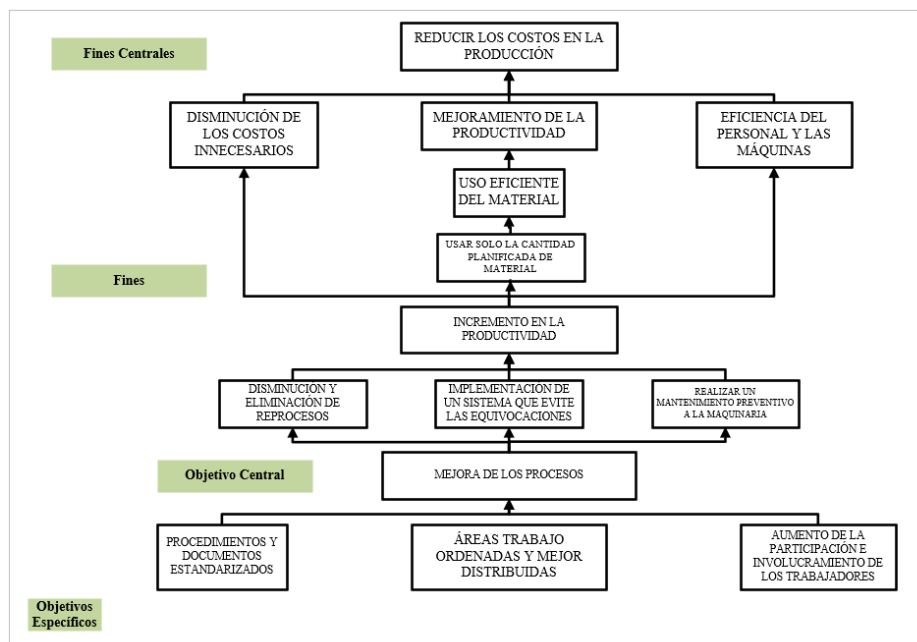 REDUCIR LOS COSTOS EN LA
PRODUCCIÓN
Fines Centrales
DISMINUCIÓN DE
LOS COSTOS
INNECESARIOS
MEJORAMIENTO DE LA
PRODUCTIVIDAD
EFICIENCIA DEL
PERSONAL Y LAS
MÁQUINAS
USO EFICIENTE
DEL MATERIAL
USAR SOLO LA CANTIDAD
PLANIFICADA DE
MATERIAL
Fines
INCREMENTO EN LA
PRODUCTIVIDAD
DISMINUCIÓN Y
ELIMINACIÓN DE
REPROCESOS
IMPLEMENTACIÓN DE
UN SISTEMA QUE EVITE
LAS EQUIVOCACIONES
REALIZAR UN
MANTENIMIENTO PREVENTIVO
A LA MAQUINARIA
Objetivo Central
MEJORA DE LOS PROCESOS
PROCEDIMIENTOS Y
DOCUMENTOS
ESTANDARIZADOS
ÁREAS TRABAJO
ORDENADAS Y MEJOR
DISTRIBUIDAS
AUMENTO DE LA
PARTICIPACIÓN E
INVOLUCRAMIENTO DE
LOS TRABAJADORES
Objetivos
Específicos